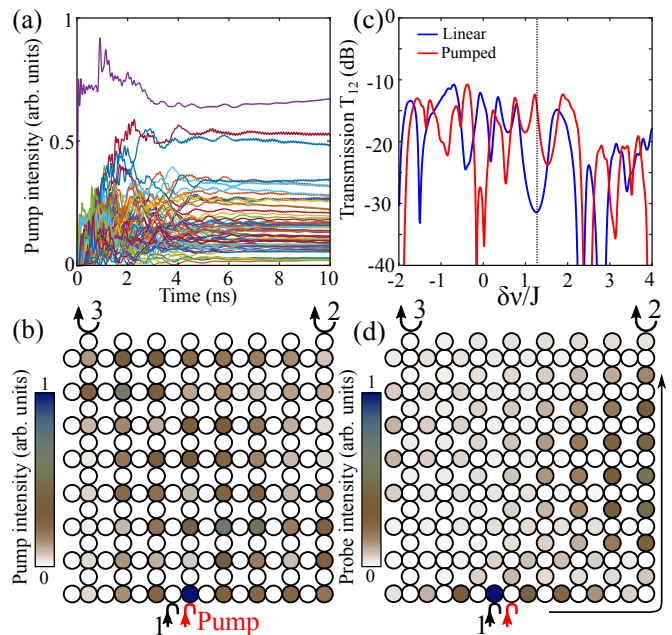 (a)
Pump intensity (arb. units)
1
0.5
0
0 2 4 6 8 10
Time (ns)
(c)
Transmission T12 (dB)
Linear
Pumped
0
-10
-20
-30
-40
-2 -1 0 1 2 3 4
δν/J
(b)
3
2
Pump intensity (arb. units)
1
0
1
Pump
(d)
3
2
Probe intensity (arb. units)
1
0
1